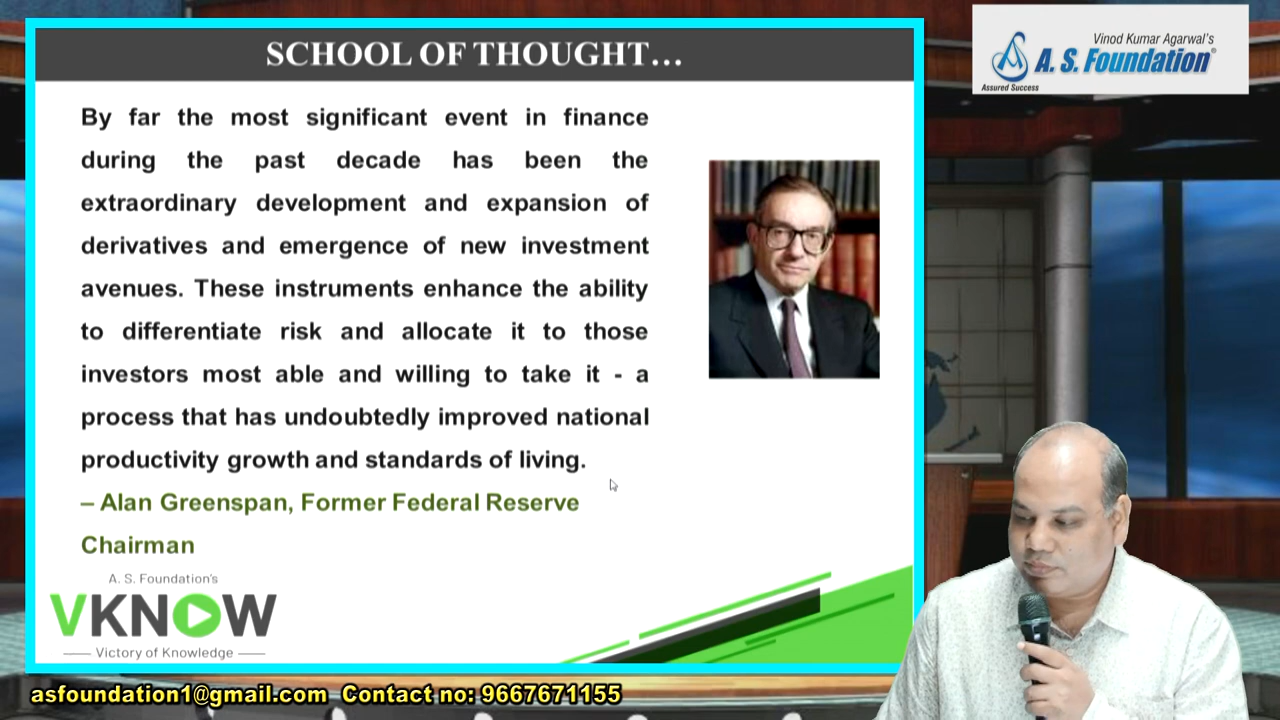 SCHOOL OF THOUGHT...
Vinod Kumar Agarwal's
A. S. Foundation®
Assured Success
By far the most significant event in finance
during the past decade has been the
extraordinary development and expansion of
derivatives and emergence of new investment
avenues. These instruments enhance the ability
to differentiate risk and allocate it to those
investors most able and willing to take it - a
process that has undoubtedly improved national
productivity growth and standards of living.
– Alan Greenspan, Former Federal Reserve
Chairman
A. S. Foundation's
VKNOW
Victory of Knowledge
asfoundation1@gmail.com Contact no: 9667671155